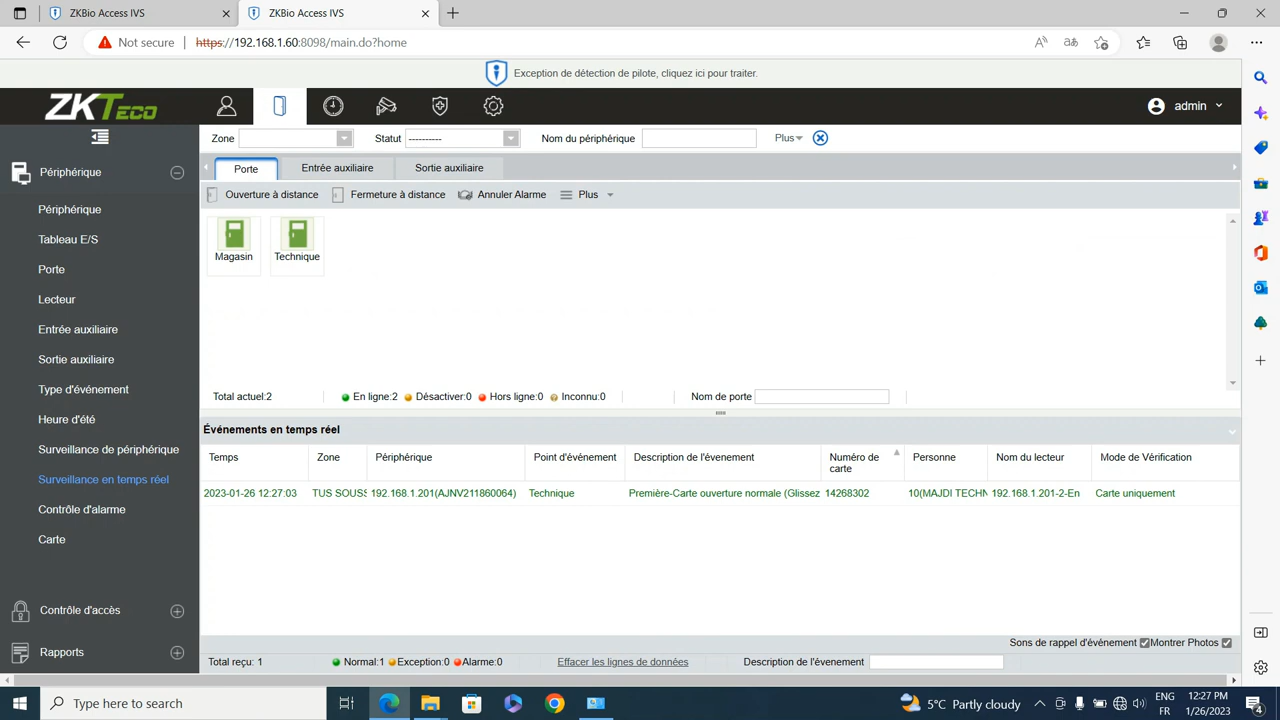 ZKBio Access IVS
ZKBio Access IVS
Not secure
https://192.168.1.60:8098/main.do?home
Exception de détection de pilote, cliquez ici pour traiter.
ZKTECO
admin
Zone
Statut
----------
Nom du périphérique
Plus
Périphérique
Périphérique
Tableau E/S
Porte
Lecteur
Entrée auxiliaire
Sortie auxiliaire
Type d'événement
Heure d'été
Surveillance de périphérique
Surveillance en temps réel
Contrôle d'alarme
Carte
Contrôle d'accès
Rapports
Porte
Entrée auxiliaire
Sortie auxiliaire
Ouverture à distance
Fermeture à distance
Annuler Alarme
Plus
Magasin
Technique
Total actuel:2
En ligne:2
Désactiver:0
Hors ligne:0
Inconnu:0
Nom de porte
Événements en temps réel
Temps
Zone
Périphérique
Point d'événement
Description de l'évenement
Numéro de carte
Personne
Nom du lecteur
Mode de Vérification
2023-01-26 12:27:03
TUS SOUS
192.168.1.201(AJNV211860064)
Technique
Première-Carte ouverture normale (Glissez
14268302
10(MAJDI TECHN
192.168.1.201-2-En
Carte uniquement
Sons de rappel d'événement
Montrer Photos
Total reçu: 1
Normal:1
Exception:0
Alarme:0
Effacer les lignes de données
Description de l'évenement
Type here to search
5°C Partly cloudy
ENG
FR
12:27 PM
1/26/2023
4